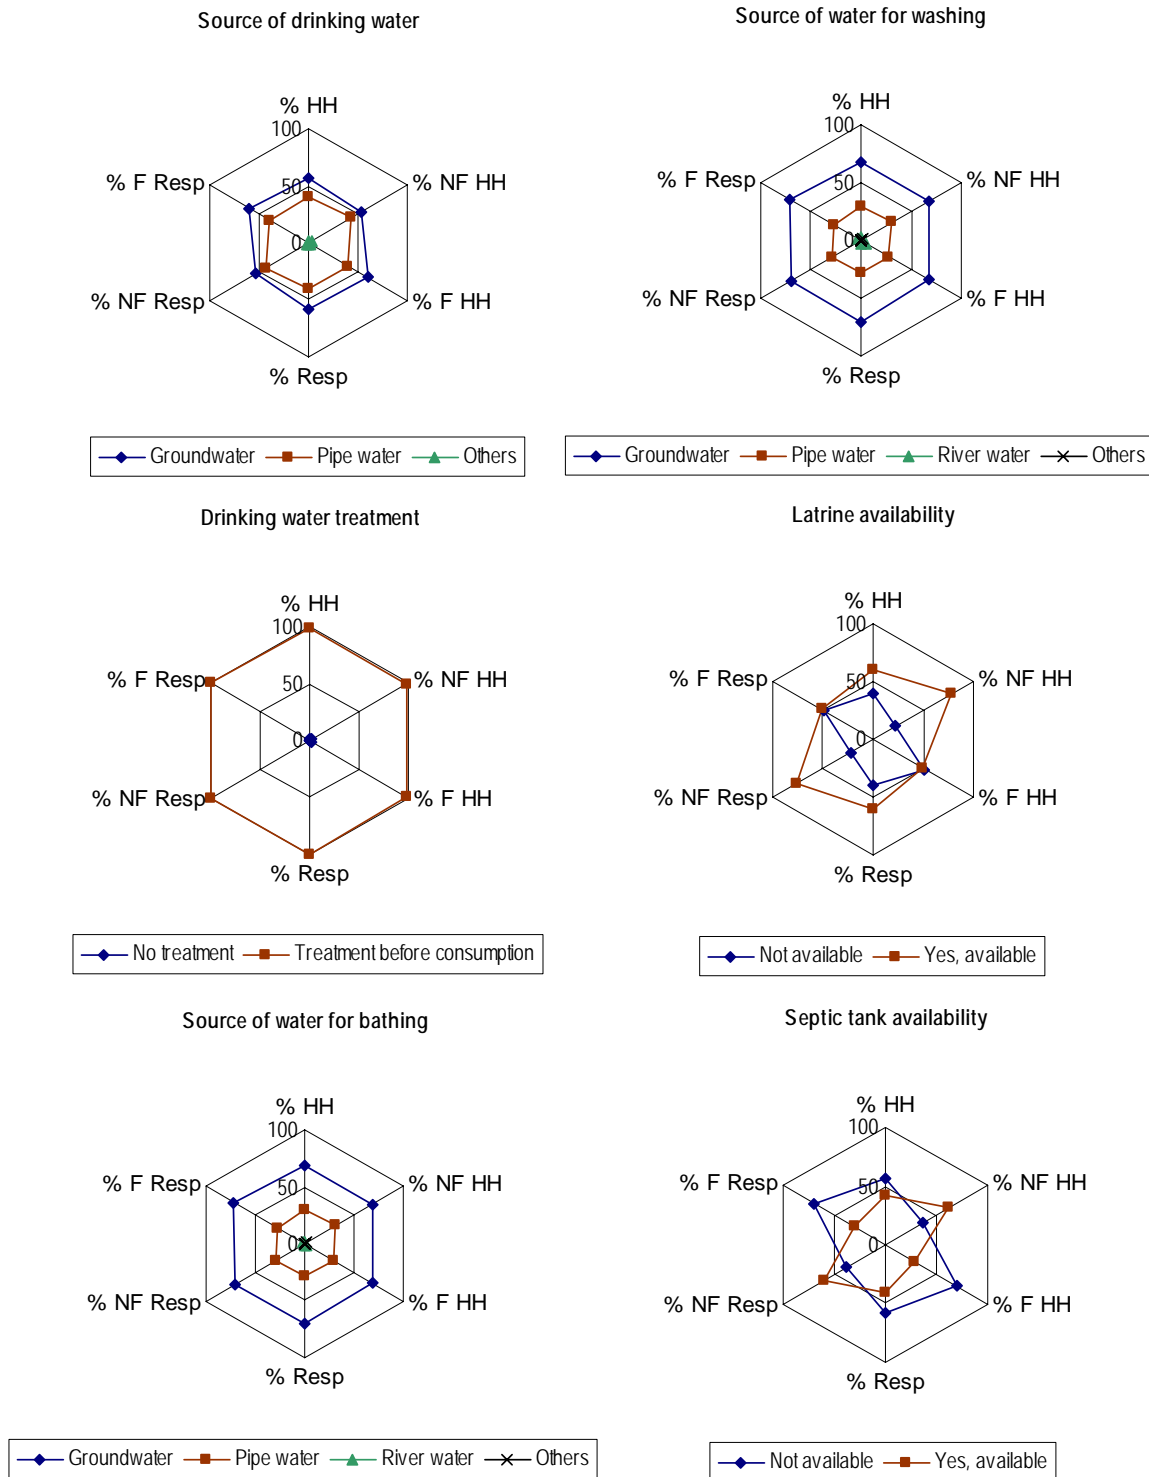 Source of drinking water
% HH
100
% F Resp
50
% NF HH
0
% NF Resp
% F HH
% Resp
Groundwater Pipe water Others
Source of water for washing
% HH
100
% F Resp
50
% NF HH
0
% NF Resp
% F HH
% Resp
Groundwater Pipe water River water Others
Drinking water treatment
% HH
100
% F Resp
50
% NF HH
0
% NF Resp
% F HH
% Resp
No treatment Treatment before consumption
Latrine availability
% HH
100
% F Resp
50
% NF HH
0
% NF Resp
% F HH
% Resp
Not available Yes, available
Source of water for bathing
% HH
100
% F Resp
50
% NF HH
0
% NF Resp
% F HH
% Resp
Groundwater Pipe water River water Others
Septic tank availability
% HH
100
% F Resp
50
% NF HH
0
% NF Resp
% F HH
% Resp
Not available Yes, available